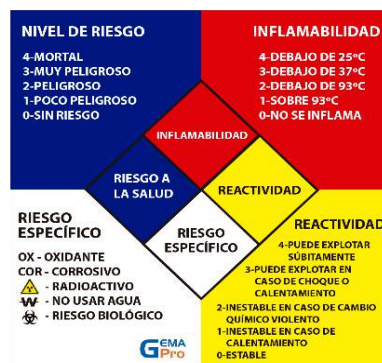 NIVEL DE RIESGO
4-MORTAL
3-MUY PELIGROSO
2-PELIGROSO
1-POCO PELIGROSO
0-SIN RIESGO
INFLAMABILIDAD
4-DEBAJO DE 25ºC
3-DEBAJO DE 37ºC
2-DEBAJO DE 93ºC
1-SOBRE 93ºC
0-NO SE INFLAMA
INFLAMABILIDAD
RIESGO A
LA SALUD
REACTIVIDAD
RIESGO
ESPECÍFICO
RIESGO
ESPECÍFICO
OX - OXIDANTE
COR - CORROSIVO
- RADIOACTIVO
W - NO USAR AGUA
- RIESGO BIOLÓGICO
REACTIVIDAD
4-PUEDE EXPLOTAR
SÚBITAMENTE
3-PUEDE EXPLOTAR EN
CASO DE CHOQUE O
CALENTAMIENTO
2-INESTABLE EN CASO DE CAMBIO
QUÍMICO VIOLENTO
1-INESTABLE EN CASO DE
CALENTAMIENTO
0-ESTABLE
GEMA
Pro